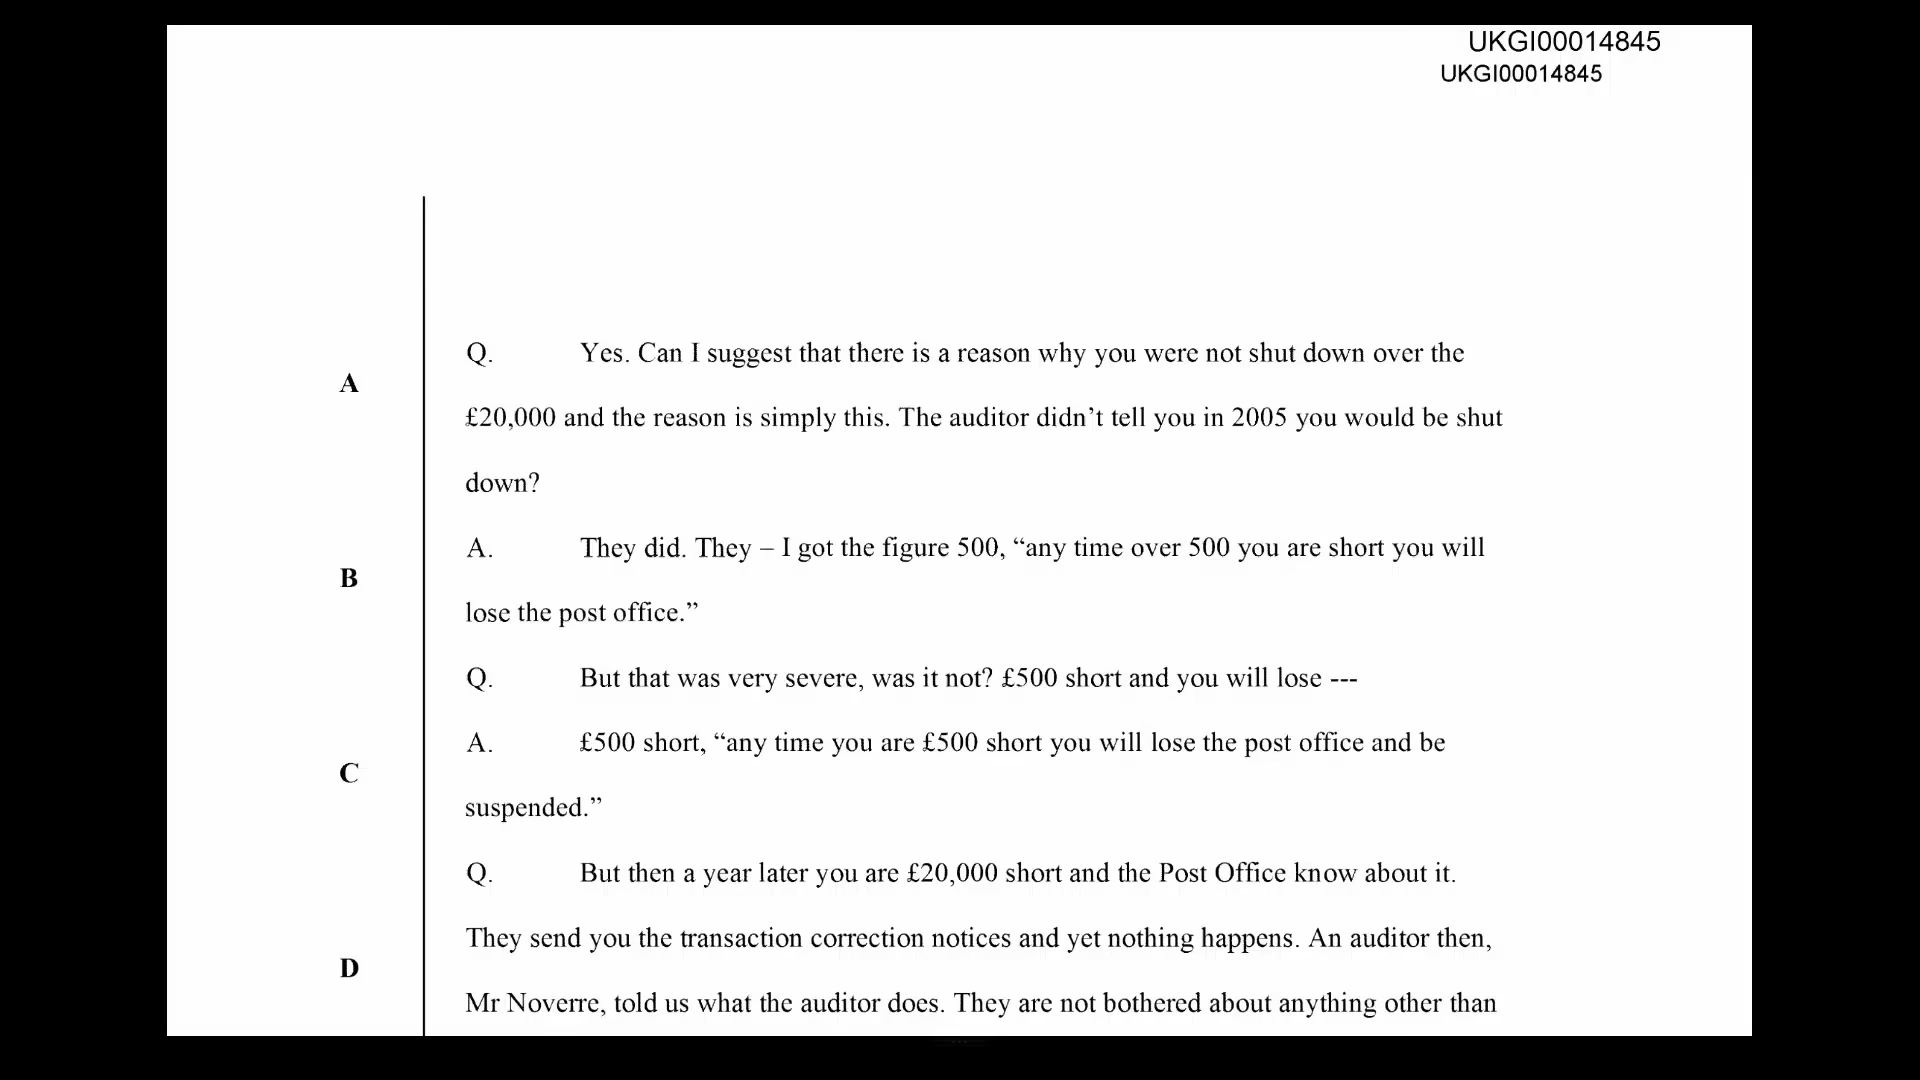 UKGI00014845
UKGI00014845
Q. Yes. Can I suggest that there is a reason why you were not shut down over the
A
£20,000 and the reason is simply this. The auditor didn’t tell you in 2005 you would be shut
down?
A. They did. They – I got the figure 500, “any time over 500 you are short you will
B
lose the post office.”
Q. But that was very severe, was it not? £500 short and you will lose ---
A. £500 short, “any time you are £500 short you will lose the post office and be
C
suspended.”
Q. But then a year later you are £20,000 short and the Post Office know about it.
They send you the transaction correction notices and yet nothing happens. An auditor then,
D
Mr Noverre, told us what the auditor does. They are not bothered about anything other than